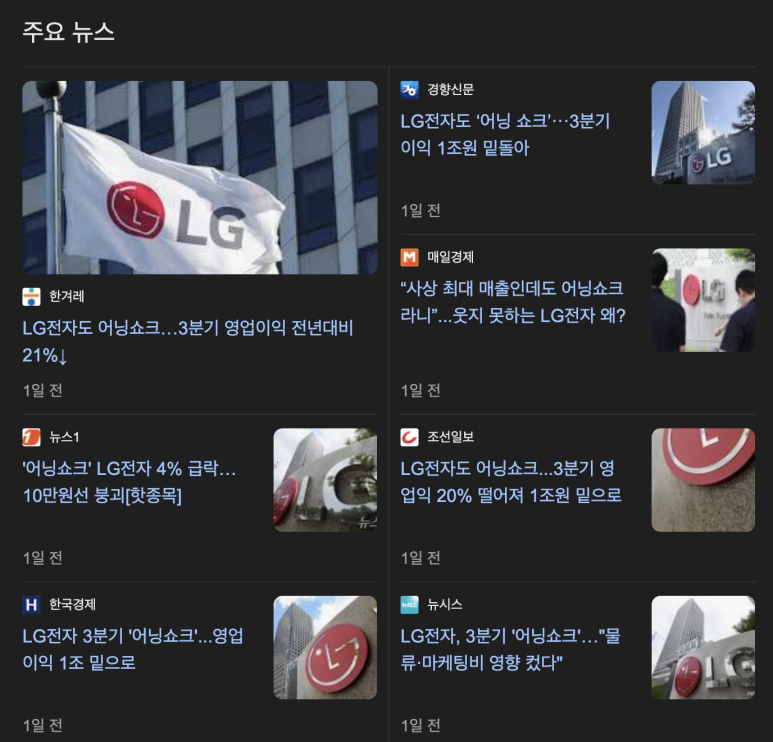 주요 뉴스
LG
한겨레
LG전자도 어닝쇼크…3분기 영업이익 전년대비
21%↓
1일 전
경향신문
LG전자도 ‘어닝 쇼크’…3분기
이익 1조원 밑돌아
LG
1일 전
매일경제
“사상 최대 매출인데도 어닝쇼크
라니”...웃지 못하는 LG전자 왜?
LG
1일 전
뉴스1
'어닝쇼크' LG전자 4% 급락…
10만원선 붕괴[핫종목]
LG
뉴스
1일 전
조선일보
LG전자도 어닝쇼크...3분기 영
업익 20% 떨어져 1조원 밑으로
1일 전
한국경제
LG전자 3분기 '어닝쇼크'...영업
이익 1조 밑으로
1일 전
뉴시스
LG전자, 3분기 '어닝쇼크'…"물
류·마케팅비 영향 컸다"
LG
1일 전